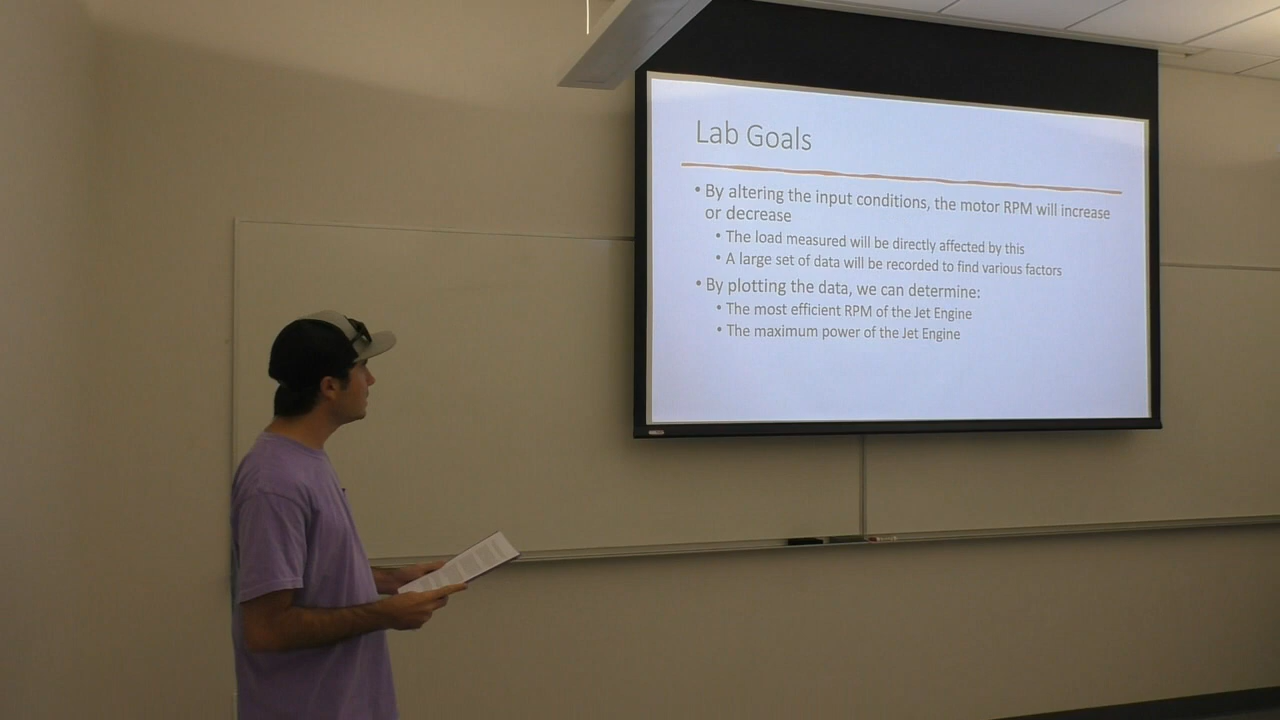 Lab Goals
• By altering the input conditions, the motor RPM will increase
or decrease
• The load measured will be directly affected by this
• A large set of data will be recorded to find various factors
• By plotting the data, we can determine:
• The most efficient RPM of the Jet Engine
• The maximum power of the Jet Engine